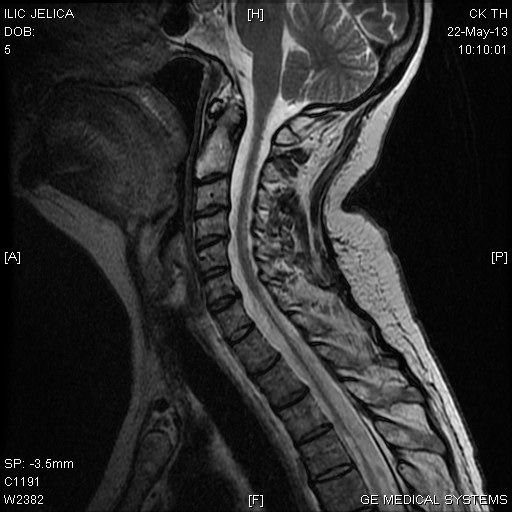 ILIC JELICA
DOB:
5
[H]
CK TH
22-May-13
10:10:01
[A]
[P]
SP: -3.5mm
C1191
W2382
[F]
GE MEDICAL SYSTEMS